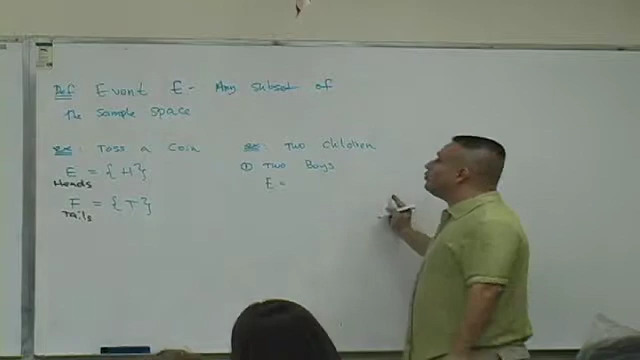 Def Event E - Any subset of
the sample space
ex: Toss a Coin
E = {H}
Heads
F = {T}
Tails
ex: Two Children
① Two Boys
E =